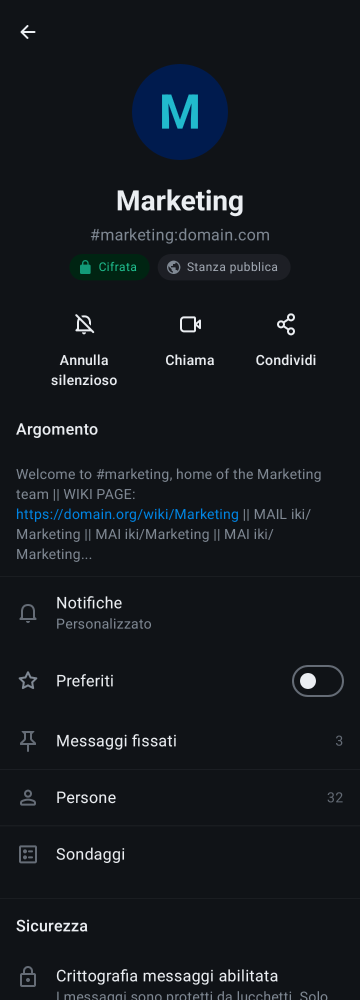 M
Marketing
#marketing:domain.com
Cifrata
Stanza pubblica
Annulla
silenzioso
Chiama
Condividi
Argomento
Welcome to #marketing, home of the Marketing
team || WIKI PAGE:
https://domain.org/wiki/Marketing || MAIL iki/
Marketing || MAI iki/Marketing || MAI iki/
Marketing...
Notifiche
Personalizzato
Preferiti
Messaggi fissati 3
Persone 32
Sondaggi
Sicurezza
Crittografia messaggi abilitata
I messaggi sono protetti da lucchetti. Solo